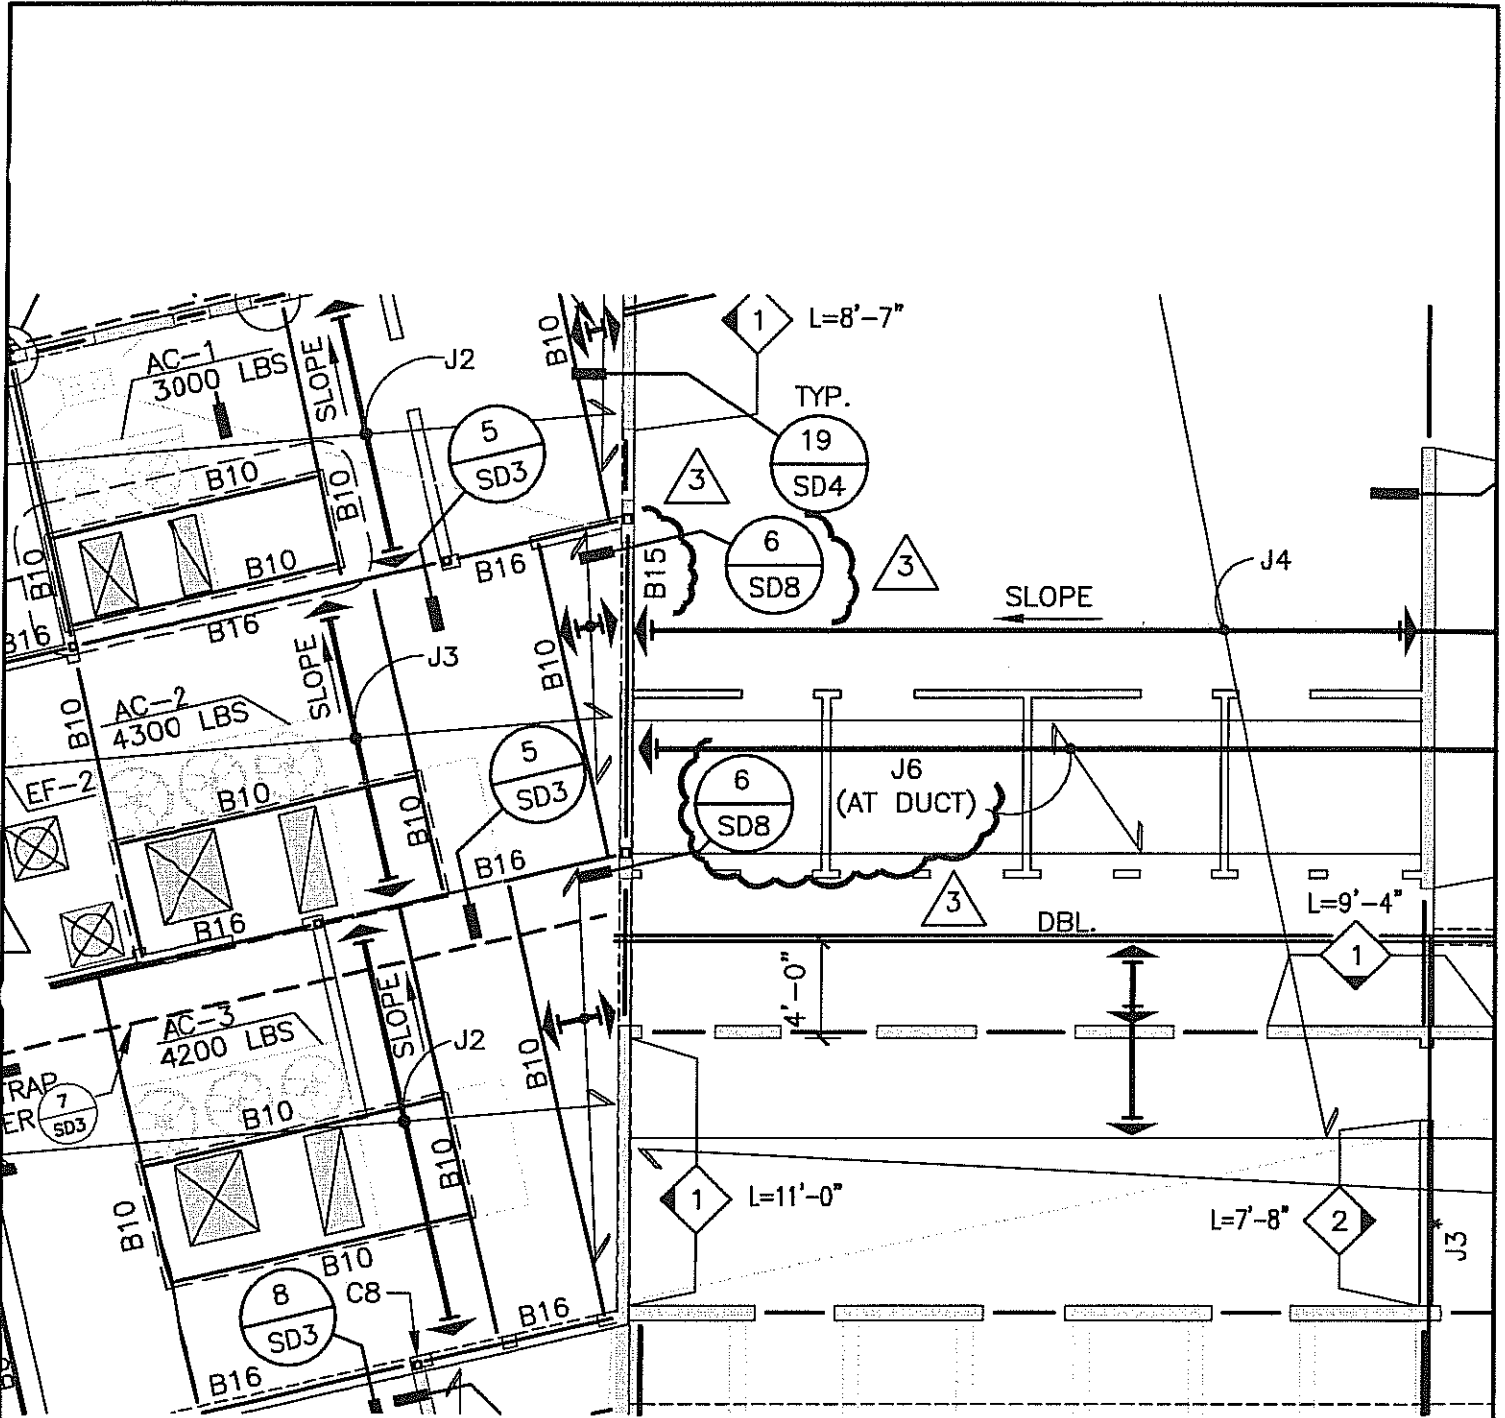 1
L=8'-7"
B10
AC-1
3000 LBS
SLOPE
J2
TYP.
19
SD4
5
SD3
3
B10
B10
B10
B10
B16
B15
6
SD8
3
J4
SLOPE
B16
B16
J3
B10
SLOPE
AC-2
4300 LBS
B10
5
SD3
EF-2
B10
B10
B16
6
SD8
J6
(AT DUCT)
3
L=9'-4"
1
DBL.
4'-0"
B16
SLOPE
AC-3
4200 LBS
J2
B10
TRAP
ER
7
SD3
B10
B10
B10
1
L=11'-0"
L=7'-8"
2
J3*
B10
C8
8
SD3
B16
B16